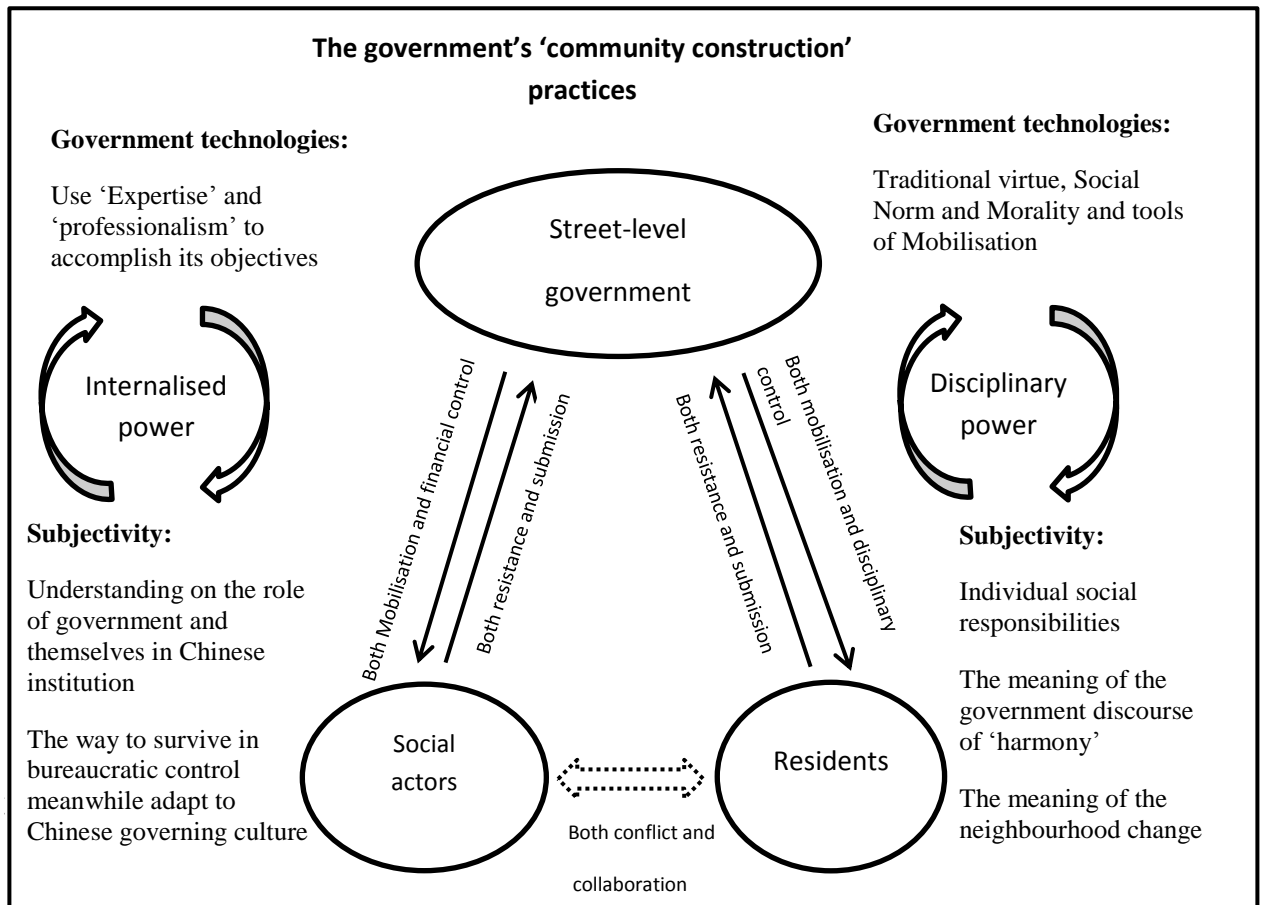 The government’s ‘community construction’
practices
Government technologies:
Use ‘Expertise’ and
‘professionalism’ to
accomplish its objectives
Government technologies:
Traditional virtue, Social
Norm and Morality and tools
of Mobilisation
Street-level
government
Internalised
power
Disciplinary
power
Both Mobilisation and financial control
Both resistance and submission
Both resistance and submission
Both mobilisation and disciplinary
control
Subjectivity:
Understanding on the role
of government and
themselves in Chinese
institution
The way to survive in
bureaucratic control
meanwhile adapt to
Chinese governing culture
Social
actors
Residents
Both conflict and
collaboration
Subjectivity:
Individual social
responsibilities
The meaning of the
government discourse
of ‘harmony’
The meaning of the
neighbourhood change